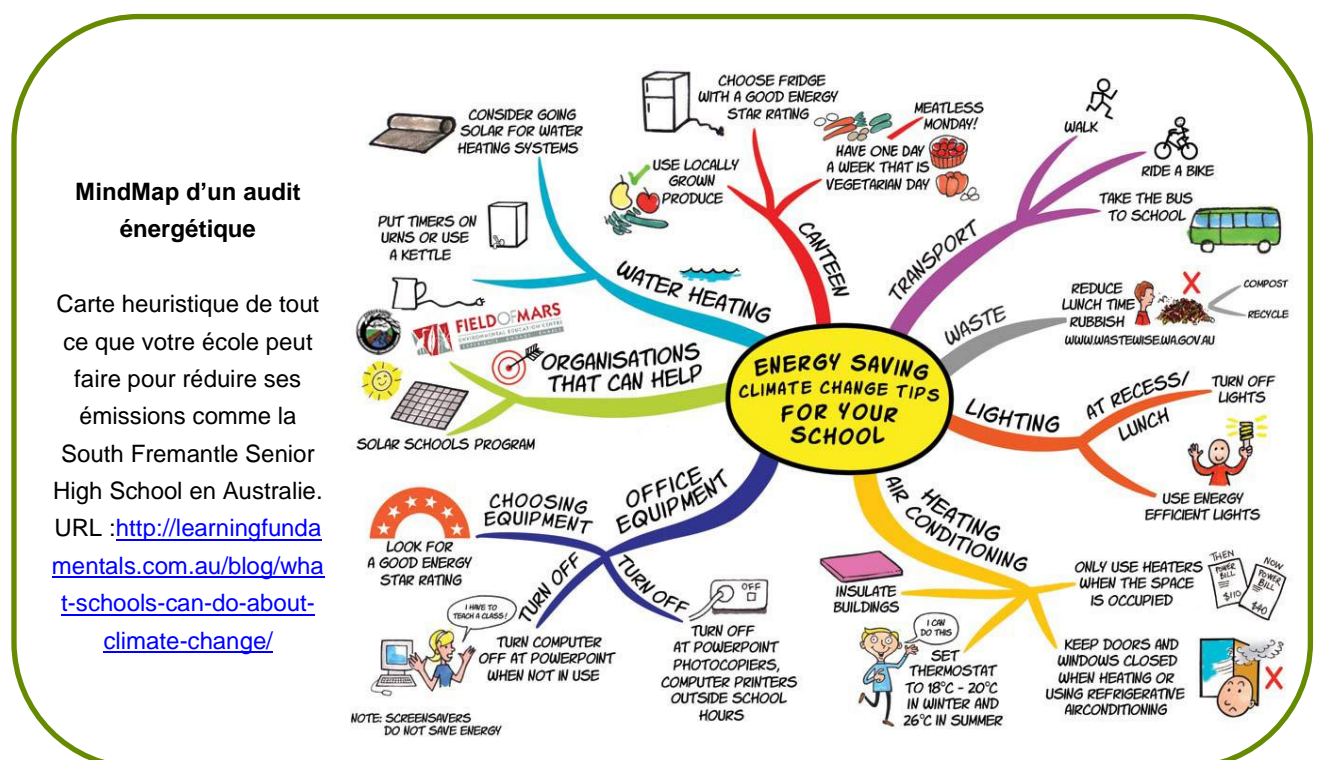 MindMap d’un audit
énergétique
Carte heuristique de tout
ce que votre école peut
faire pour réduire ses
émissions comme la
South Fremantle Senior
High School en Australie.
URL :http://learningfunda
mentals.com.au/blog/wha
t-schools-can-do-about-
climate-change/
ENERGY SAVING
CLIMATE CHANGE TIPS
FOR YOUR
SCHOOL
WATER HEATING
CONSIDER GOING
SOLAR FOR WATER
HEATING SYSTEMS
PUT TIMERS ON
URNS OR USE
A KETTLE
CANTEEN
CHOOSE FRIDGE
WITH A GOOD ENERGY
STAR RATING
USE LOCALLY
GROWN
PRODUCE
MEATLESS
MONDAY!
HAVE ONE DAY
A WEEK THAT IS
VEGETARIAN DAY
TRANSPORT
WALK
RIDE A BIKE
TAKE THE BUS
TO SCHOOL
WASTE
REDUCE
LUNCH TIME
RUBBISH
WWW.WASTEWISE.WA.GOV.AU
COMPOST
RECYCLE
LIGHTING
AT RECESS/
LUNCH
TURN OFF
LIGHTS
USE ENERGY
EFFICIENT LIGHTS
HEATING
AIR CONDITIONING
ONLY USE HEATERS
WHEN THE SPACE
IS OCCUPIED
THEN
POWER
BILL
$110
NOW
POWER
BILL
$40
KEEP DOORS AND
WINDOWS CLOSED
WHEN HEATING OR
USING REFRIGERATIVE
AIRCONDITIONING
I CAN
DO THIS
SET
THERMOSTAT
TO 18°C - 20°C
IN WINTER AND
26°C IN SUMMER
INSULATE
BUILDINGS
OFFICE
EQUIPMENT
CHOOSING
EQUIPMENT
LOOK FOR
A GOOD ENERGY
STAR RATING
TURN OFF
I HAVE TO
TEACH A CLASS!
TURN COMPUTER
OFF AT POWERPOINT
WHEN NOT IN USE
NOTE: SCREENSAVERS
DO NOT SAVE ENERGY
TURN OFF
OFF
TURN OFF
AT POWERPOINT
PHOTOCOPIERS,
COMPUTER PRINTERS
OUTSIDE SCHOOL
HOURS
ORGANISATIONS
THAT CAN HELP
FIELDOFMARS
ENVIRONMENTAL EDUCATION CENTRE
SOLAR SCHOOLS PROGRAM